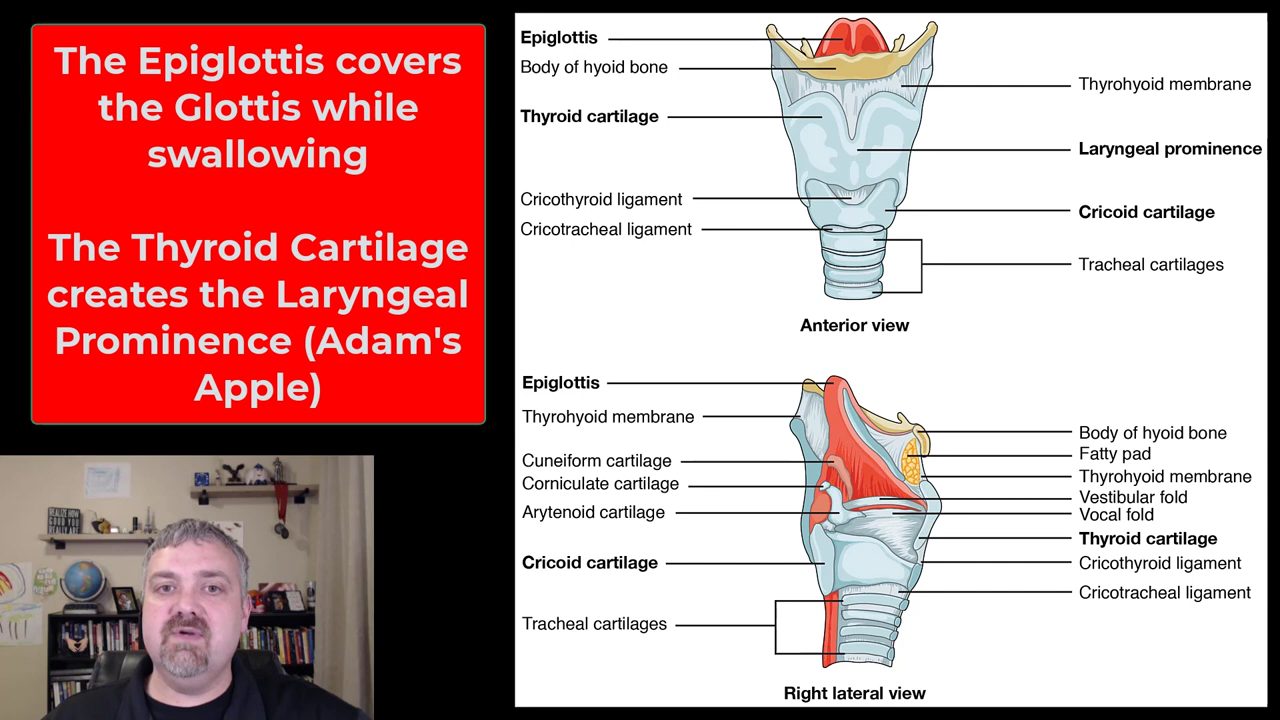 The Epiglottis covers
the Glottis while
swallowing
The Thyroid Cartilage
creates the Laryngeal
Prominence (Adam's
Apple)
Epiglottis
Body of hyoid bone
Thyroid cartilage
Cricothyroid ligament
Cricotracheal ligament
Thyrohyoid membrane
Laryngeal prominence
Cricoid cartilage
Tracheal cartilages
Anterior view
Epiglottis
Thyrohyoid membrane
Cuneiform cartilage
Corniculate cartilage
Arytenoid cartilage
Cricoid cartilage
Tracheal cartilages
Body of hyoid bone
Fatty pad
Thyrohyoid membrane
Vestibular fold
Vocal fold
Thyroid cartilage
Cricothyroid ligament
Cricotracheal ligament
Right lateral view
REALIZE HOW